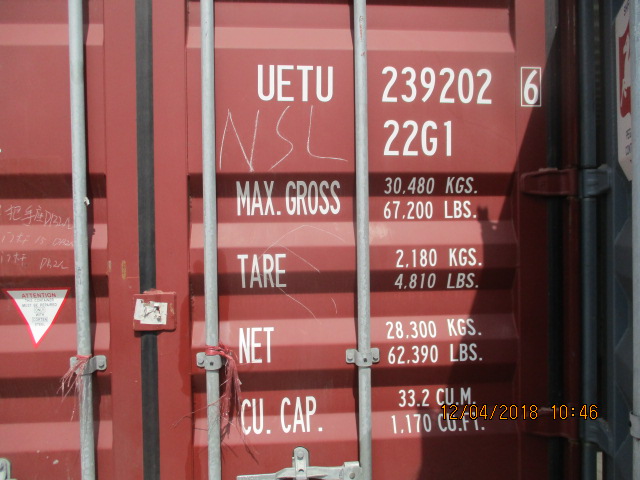 UETU 239202 6
22G1
NSL
MAX. GROSS 30,480 KGS.
67,200 LBS.
TARE 2,180 KGS.
4,810 LBS.
NET 28,300 KGS.
62,390 LBS.
CU. CAP. 33.2 CU.M.
1,170 CU.FT.
12/04/2018 10:46
ATTENTION